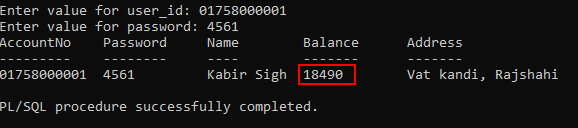 Enter value for user_id: 01758000001
Enter value for password: 4561
AccountNo Password Name Balance Address
--------- -------- ---- -------- -------
01758000001 4561 Kabir Sigh 18490 Vat kandi, Rajshahi
PL/SQL procedure successfully completed.